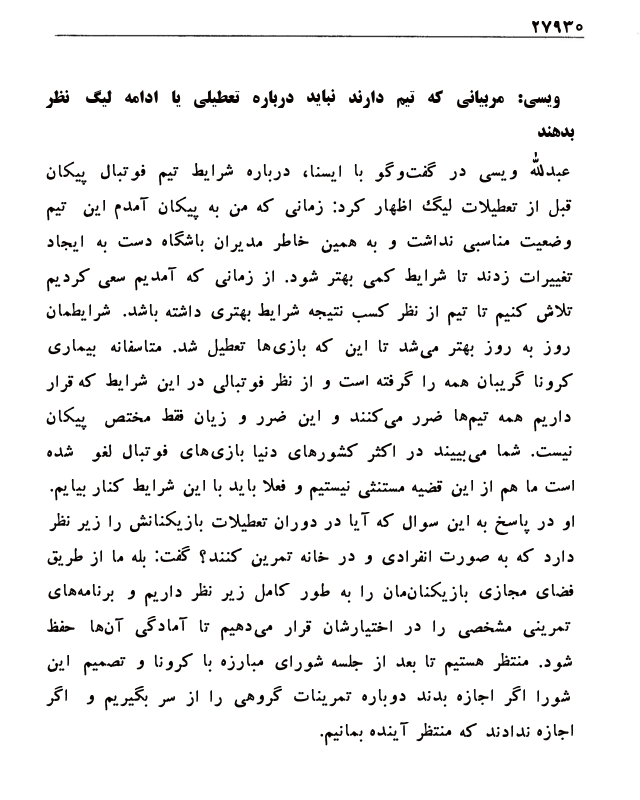 ۲۷۹۳۰
ویسی: مربیانی که تیم دارند نباید درباره تعطیلی یا ادامه لیگ نظر
بدهند
عبدالله ویسی در گفت‌وگو با ایسنا، درباره شرایط تیم فوتبال پیکان
قبل از تعطیلات لیگ اظهار کرد: زمانی که من به پیکان آمدم این تیم
وضعیت مناسبی نداشت و به همین خاطر مدیران باشگاه دست به ایجاد
تغییرات زدند تا شرایط کمی بهتر شود. از زمانی که آمدیم سعی کردیم
تلاش کنیم تا تیم از نظر کسب نتیجه شرایط بهتری داشته باشد. شرایطمان
روز به روز بهتر می‌شد تا این که بازی‌ها تعطیل شد. متاسفانه بیماری
کرونا گریبان همه را گرفته است و از نظر فوتبالی در این شرایط که قرار
داریم همه تیم‌ها ضرر می‌کنند و این ضرر و زیان فقط مختص پیکان
نیست. شما می‌بییند در اکثر کشورهای دنیا بازی‌های فوتبال لغو شده
است ما هم از این قضیه مستثنی نیستیم و فعلا باید با این شرایط کنار بیایم.
او در پاسخ به این سوال که آیا در دوران تعطیلات بازیکنانش را زیر نظر
دارد که به صورت انفرادی و در خانه تمرین کنند؟ گفت: بله ما از طریق
فضای مجازی بازیکنان‌مان را به طور کامل زیر نظر داریم و برنامه‌های
تمرینی مشخصی را در اختیارشان قرار می‌دهیم تا آمادگی آن‌ها حفظ
شود. منتظر هستیم تا بعد از جلسه شورای مبارزه با کرونا و تصمیم این
شورا اگر اجازه بدند دوباره تمرینات گروهی را از سر بگیریم و اگر
اجازه ندادند که منتظر آینده بمانیم.